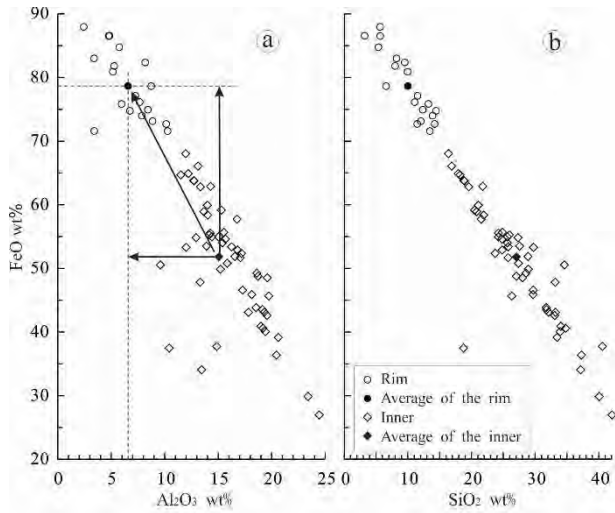 90
80
70
60
50
40
30
20
FeO wt%
a
b
○ Rim
● Average of the rim
◇ Inner
◆ Average of the inner
0 5 10 15 20 25
0 10 20 30 40
Al₂O₃ wt%
SiO₂ wt%